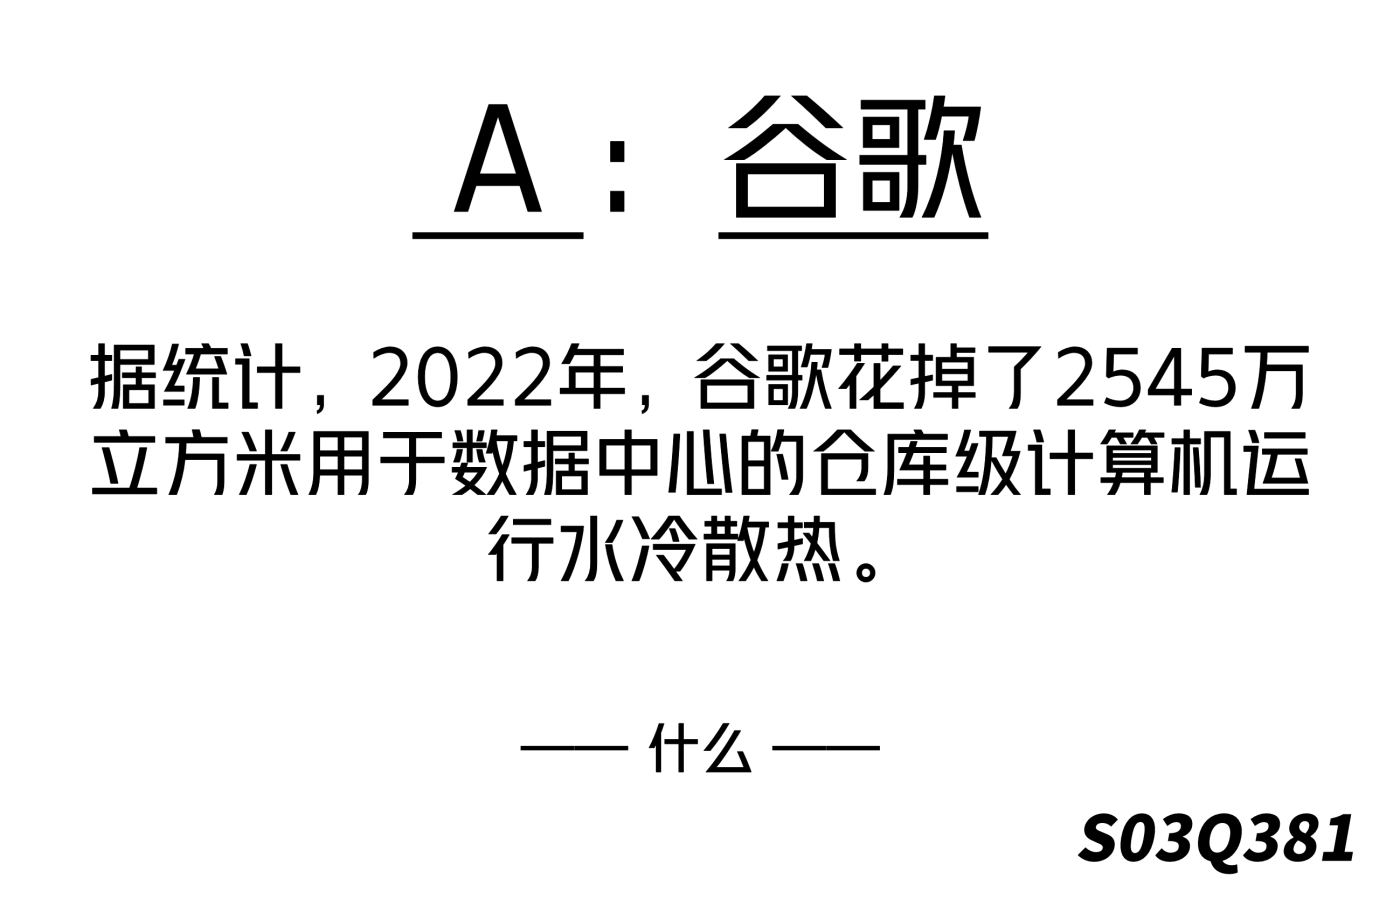 A：谷歌
据统计，2022年，谷歌花掉了2545万
立方米用于数据中心的仓库级计算机运
行水冷散热。
—— 什么 ——
S03Q381